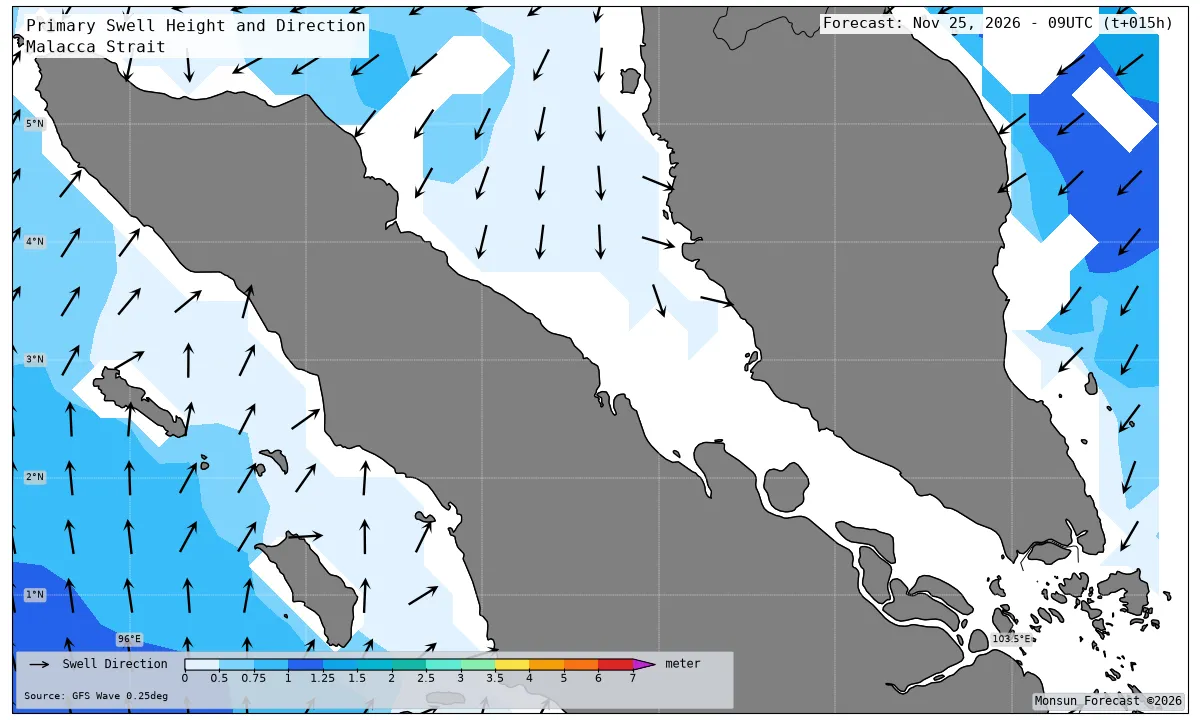 Primary Swell Height and Direction
Malacca Strait
Forecast: Nov 25, 2026 - 09UTC (t+015h)
5°N
4°N
3°N
2°N
1°N
96°E
103.5°E
Swell Direction
0 0.5 0.75 1 1.25 1.5 2 2.5 3 3.5 4 5 6 7
meter
Source: GFS Wave 0.25deg
Monsun Forecast ©2026